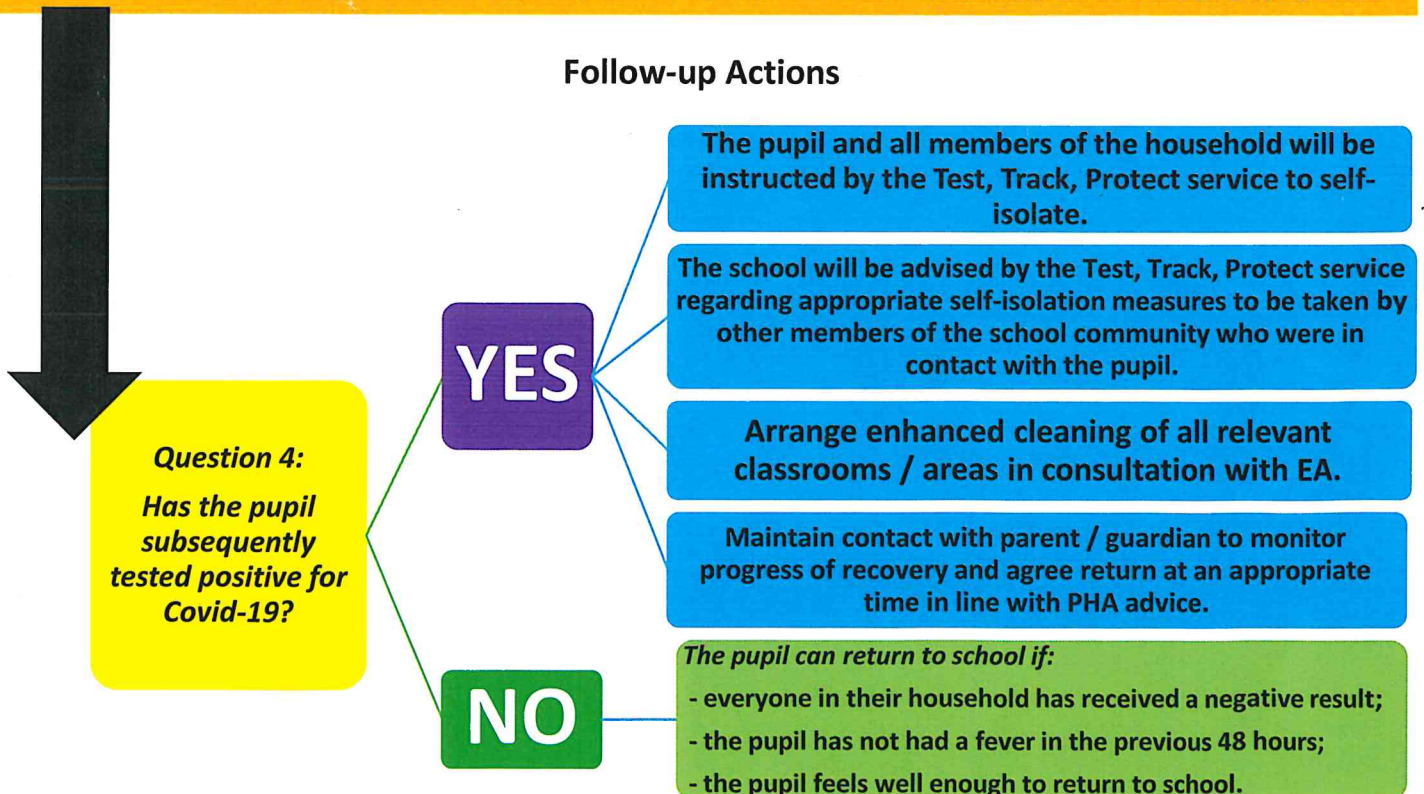 Follow-up Actions
The pupil and all members of the household will be
instructed by the Test, Track, Protect service to self-
isolate.
The school will be advised by the Test, Track, Protect service
regarding appropriate self-isolation measures to be taken by
other members of the school community who were in
contact with the pupil.
YES
Arrange enhanced cleaning of all relevant
classrooms / areas in consultation with EA.
Question 4:
Has the pupil
subsequently
tested positive for
Covid-19?
Maintain contact with parent / guardian to monitor
progress of recovery and agree return at an appropriate
time in line with PHA advice.
NO
The pupil can return to school if:
- everyone in their household has received a negative result;
- the pupil has not had a fever in the previous 48 hours;
- the pupil feels well enough to return to school.